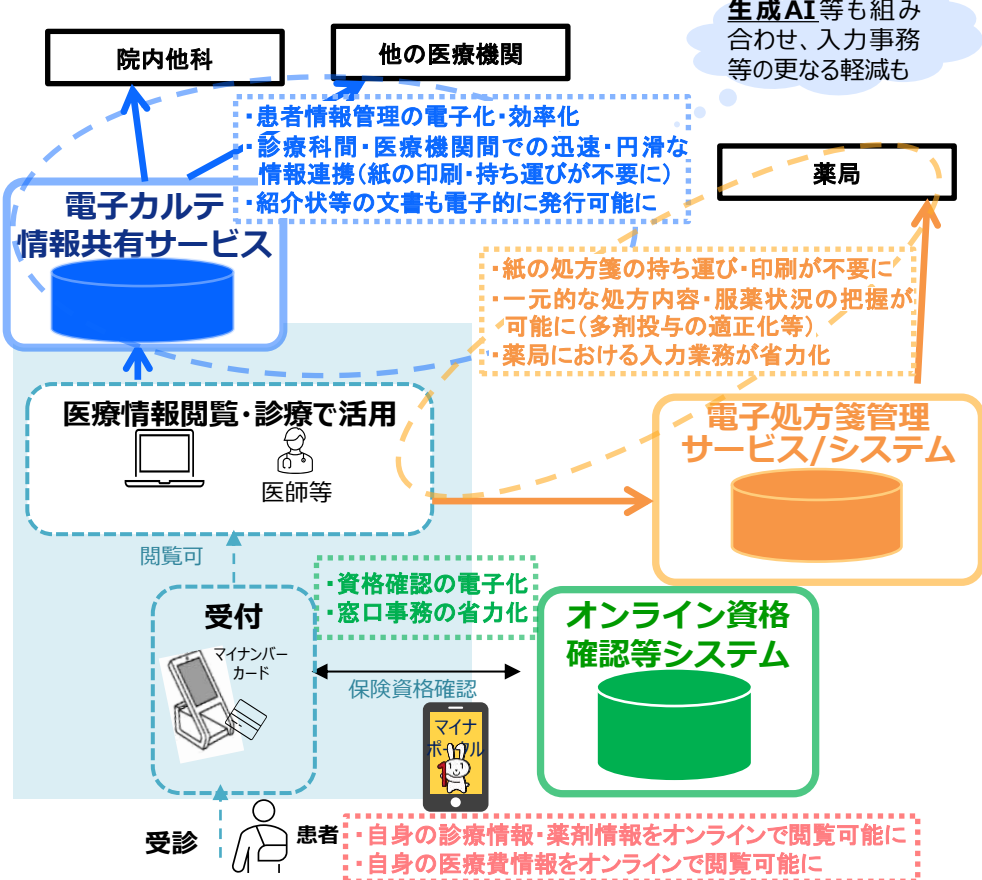 生成AI等も組み
合わせ、入力事務
等の更なる軽減も
院内他科
他の医療機関
・患者情報管理の電子化・効率化
・診療科間・医療機関間での迅速・円滑な
情報連携(紙の印刷・持ち運びが不要に)
・紹介状等の文書も電子的に発行可能に
薬局
電子カルテ
情報共有サービス
・紙の処方箋の持ち運び・印刷が不要に
・一元的な処方内容・服薬状況の把握が
可能に(多剤投与の適正化等)
・薬局における入力業務が省力化
医療情報閲覧・診療で活用
医師等
電子処方箋管理
サービス/システム
閲覧可
・資格確認の電子化
・窓口事務の省力化
受付
マイナンバー
カード
オンライン資格
確認等システム
保険資格確認
マイナ
ポータル
受診
患者
・自身の診療情報・薬剤情報をオンラインで閲覧可能に
・自身の医療費情報をオンラインで閲覧可能に